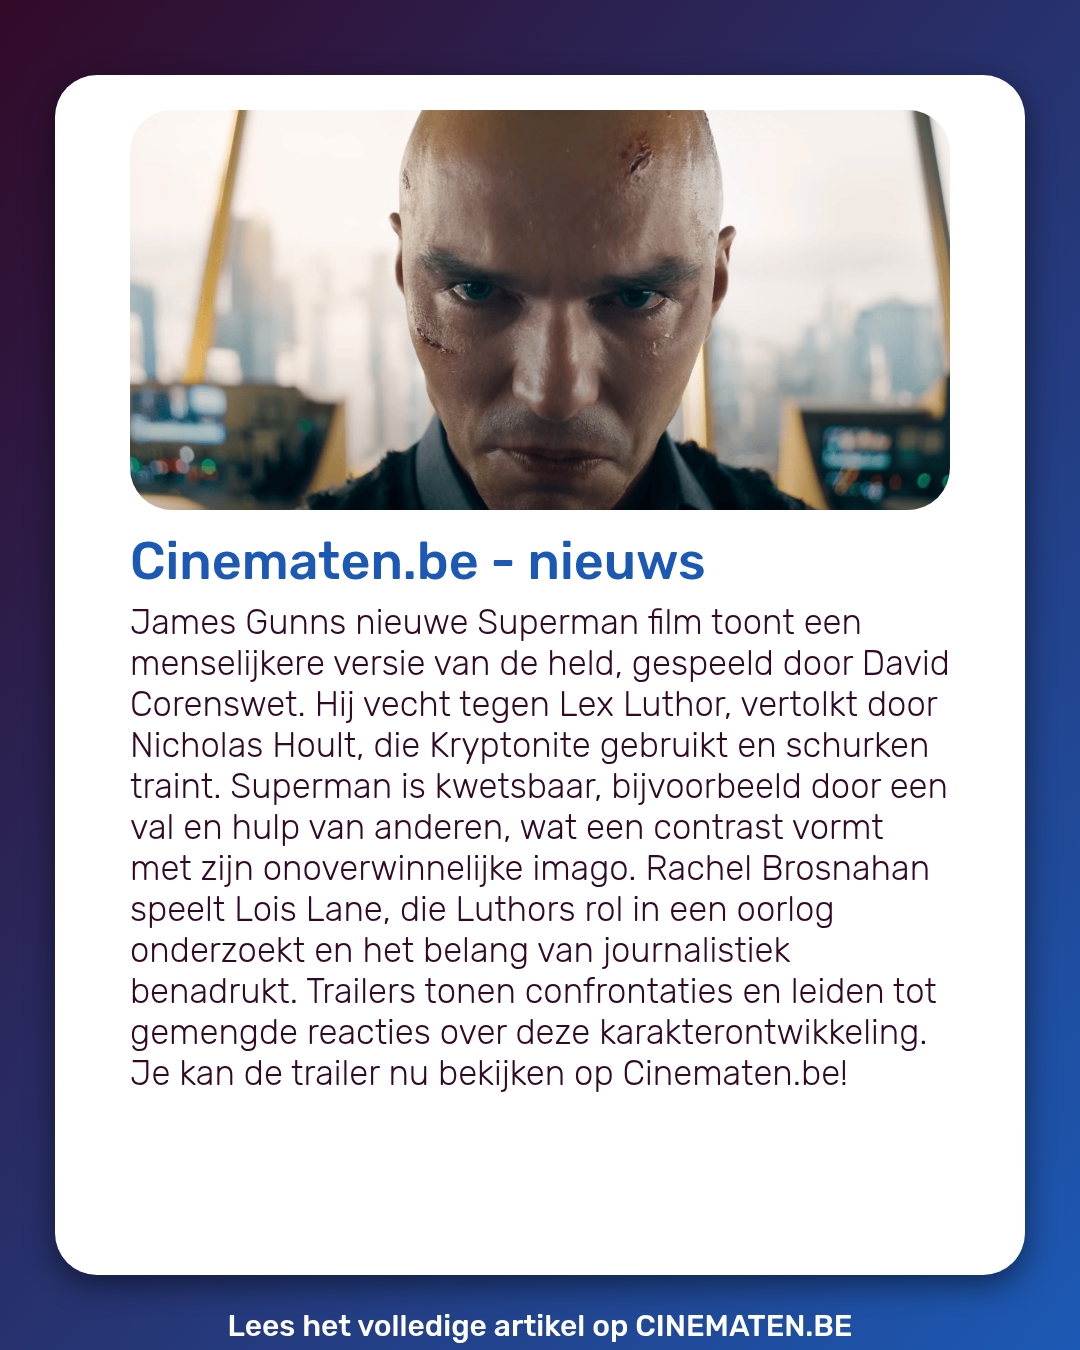 Cinematen.be - nieuws
James Gunns nieuwe Superman film toont een
menselijkere versie van de held, gespeeld door David
Corenswet. Hij vecht tegen Lex Luthor, vertolkt door
Nicholas Hoult, die Kryptonite gebruikt en schurken
traint. Superman is kwetsbaar, bijvoorbeeld door een
val en hulp van anderen, wat een contrast vormt
met zijn onoverwinnelijke imago. Rachel Brosnahan
speelt Lois Lane, die Luthors rol in een oorlog
onderzoekt en het belang van journalistiek
benadrukt. Trailers tonen confrontaties en leiden tot
gemengde reacties over deze karakterontwikkeling.
Je kan de trailer nu bekijken op Cinematen.be!
Lees het volledige artikel op CINEMATEN.BE